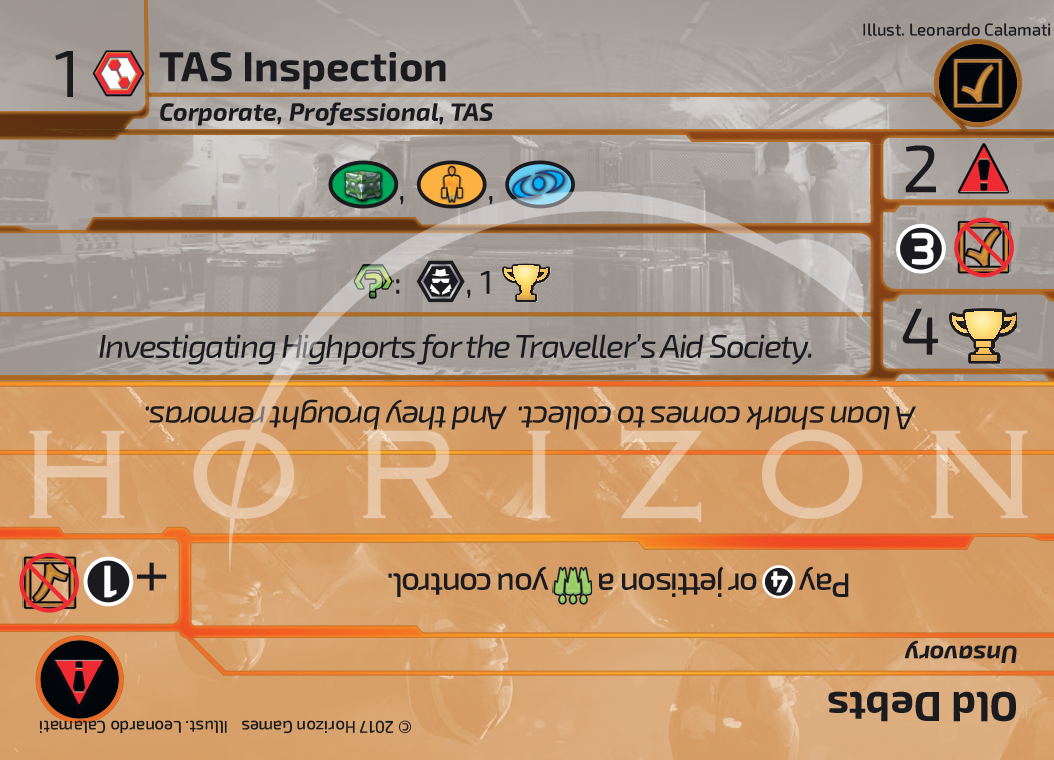 Illust. Leonardo Calamati
1 TAS Inspection
Corporate, Professional, TAS
, ,
2
3
: , 1
4
Investigating Highports for the Traveller's Aid Society.
HORIZON
Old Debts
Unsavory
Pay 4 or jettison a you control.
+1
A loan shark comes to collect. And they brought remoras.
© 2017 Horizon Games Illust. Leonardo Calamati